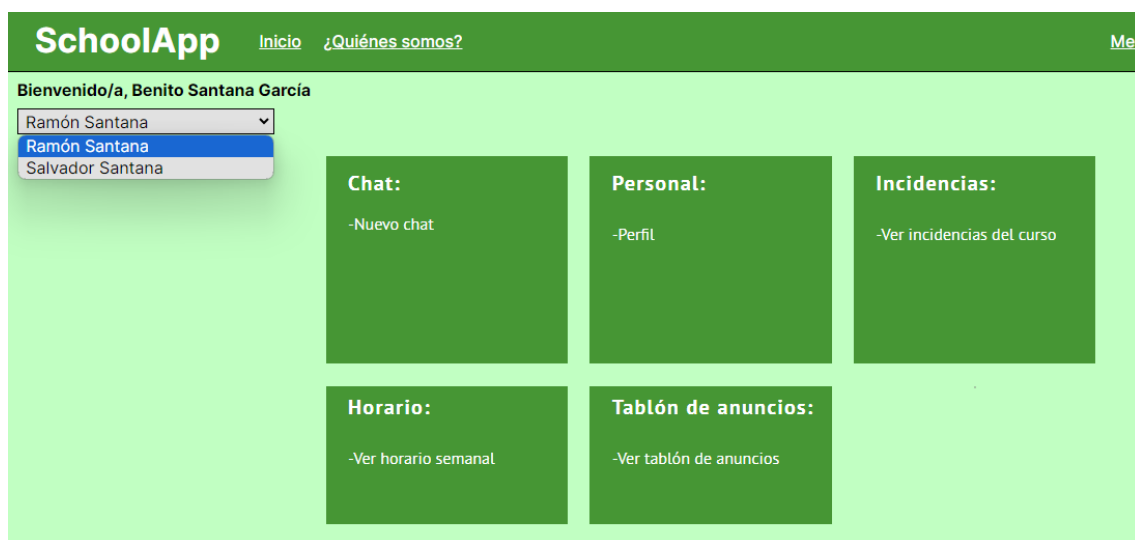 SchoolApp Inicio ¿Quiénes somos? Me
Bienvenido/a, Benito Santana García
Ramón Santana
Ramón Santana
Salvador Santana
Chat:
-Nuevo chat
Personal:
-Perfil
Incidencias:
-Ver incidencias del curso
Horario:
-Ver horario semanal
Tablón de anuncios:
-Ver tablón de anuncios